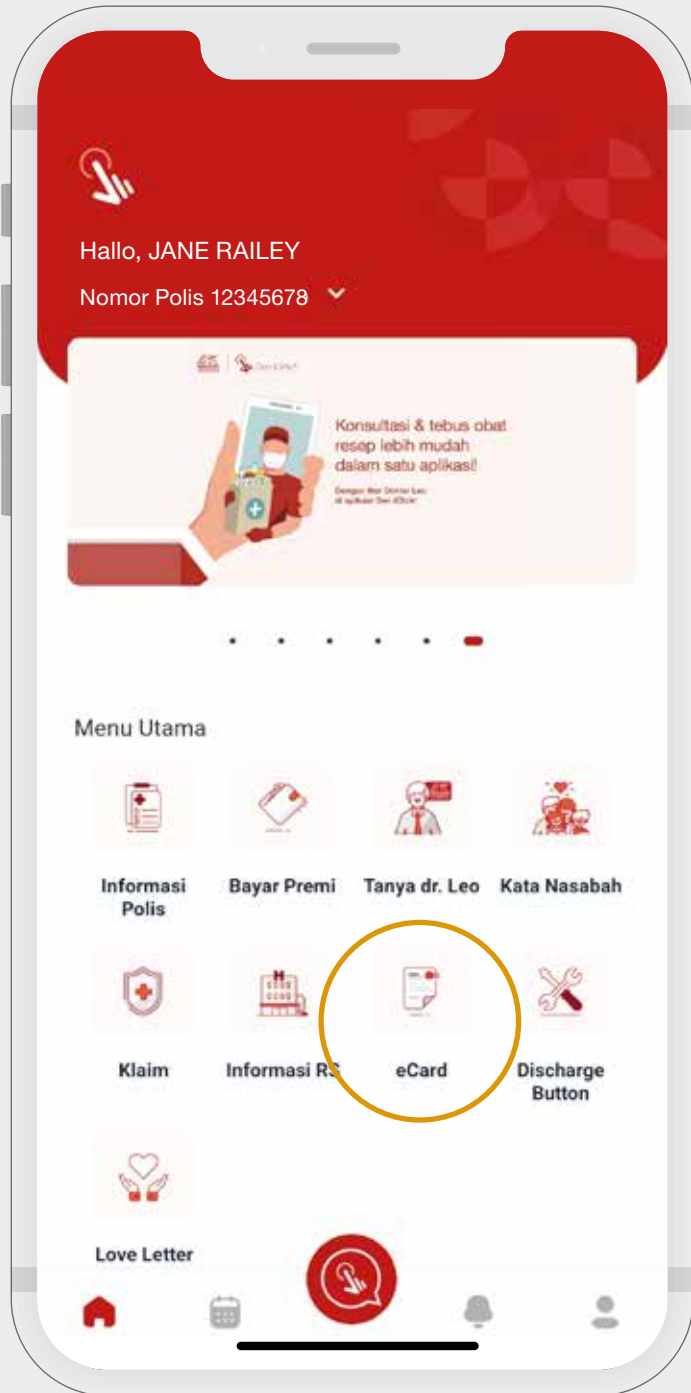 Hallo, JANE RAILEY
Nomor Polis 12345678
Konsultasi & tebus obat
resep lebih mudah
dalam satu aplikasi!
Menu Utama
Informasi Polis
Bayar Premi
Tanya dr. Leo
Kata Nasabah
Klaim
Informasi RS
eCard
Discharge Button
Love Letter